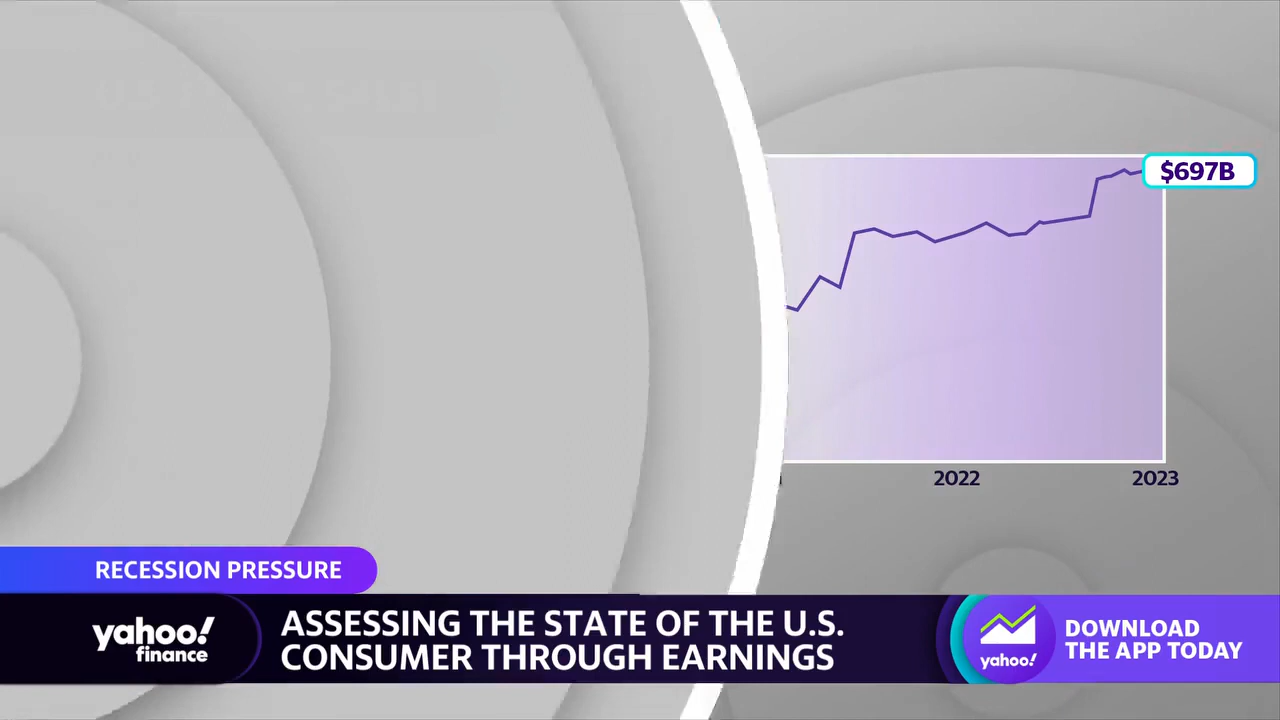 $697B
2022
2023
RECESSION PRESSURE
yahoo!
finance
ASSESSING THE STATE OF THE U.S.
CONSUMER THROUGH EARNINGS
yahoo!
DOWNLOAD
THE APP TODAY